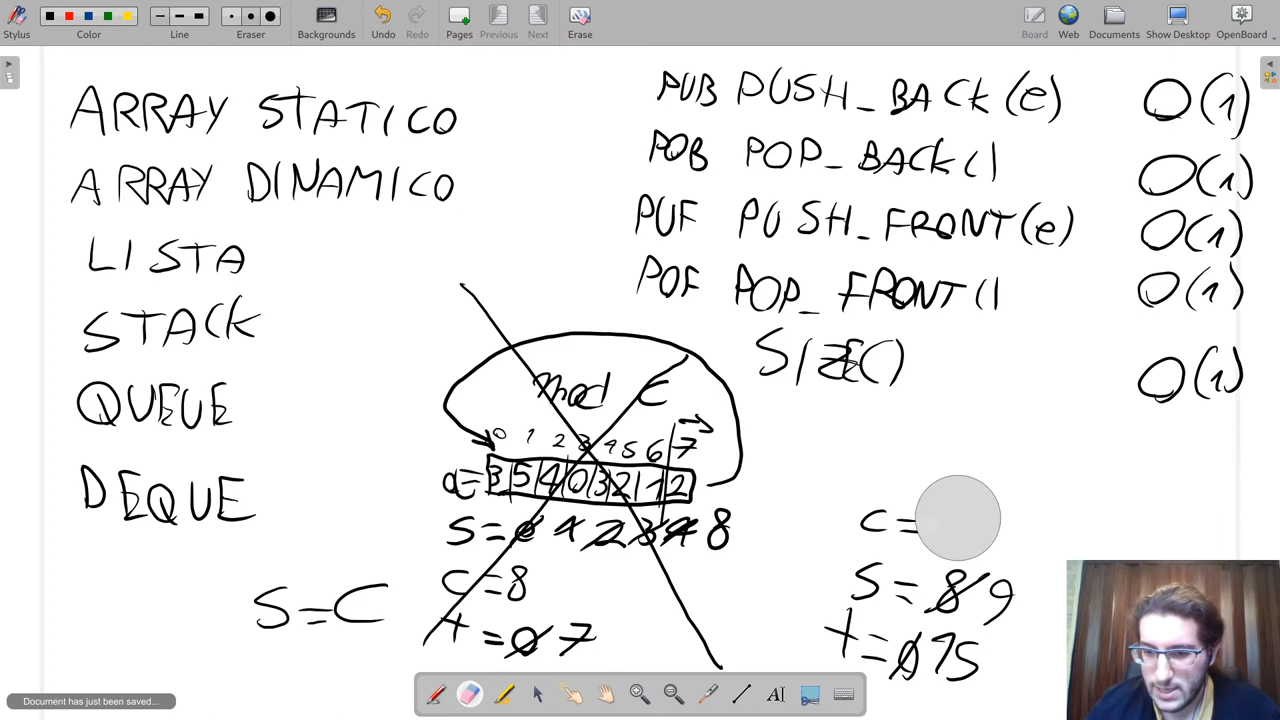 Stylus
Color
Line
Eraser
Backgrounds
Undo
Redo
Pages
Previous
Next
Erase
Board
Web
Documents
Show Desktop
OpenBoard
ARRAY STATICO
ARRAY DINAMICO
LISTA
STACK
QUEUE
DEQUE
PUB PUSH_BACK(e) O(1)
POB POP_BACK() O(1)
PUF PUSH_FRONT(e) O(1)
POF POP_FRONT() O(1)
SIZE() O(1)
mod C
0 1 2 3 4 5 6 7
a= 3 5 4 0 3 2 1 2
S= 8
C=8
t=0 7
S=C
C=
S=8 9
t=0 15
Document has just been saved...